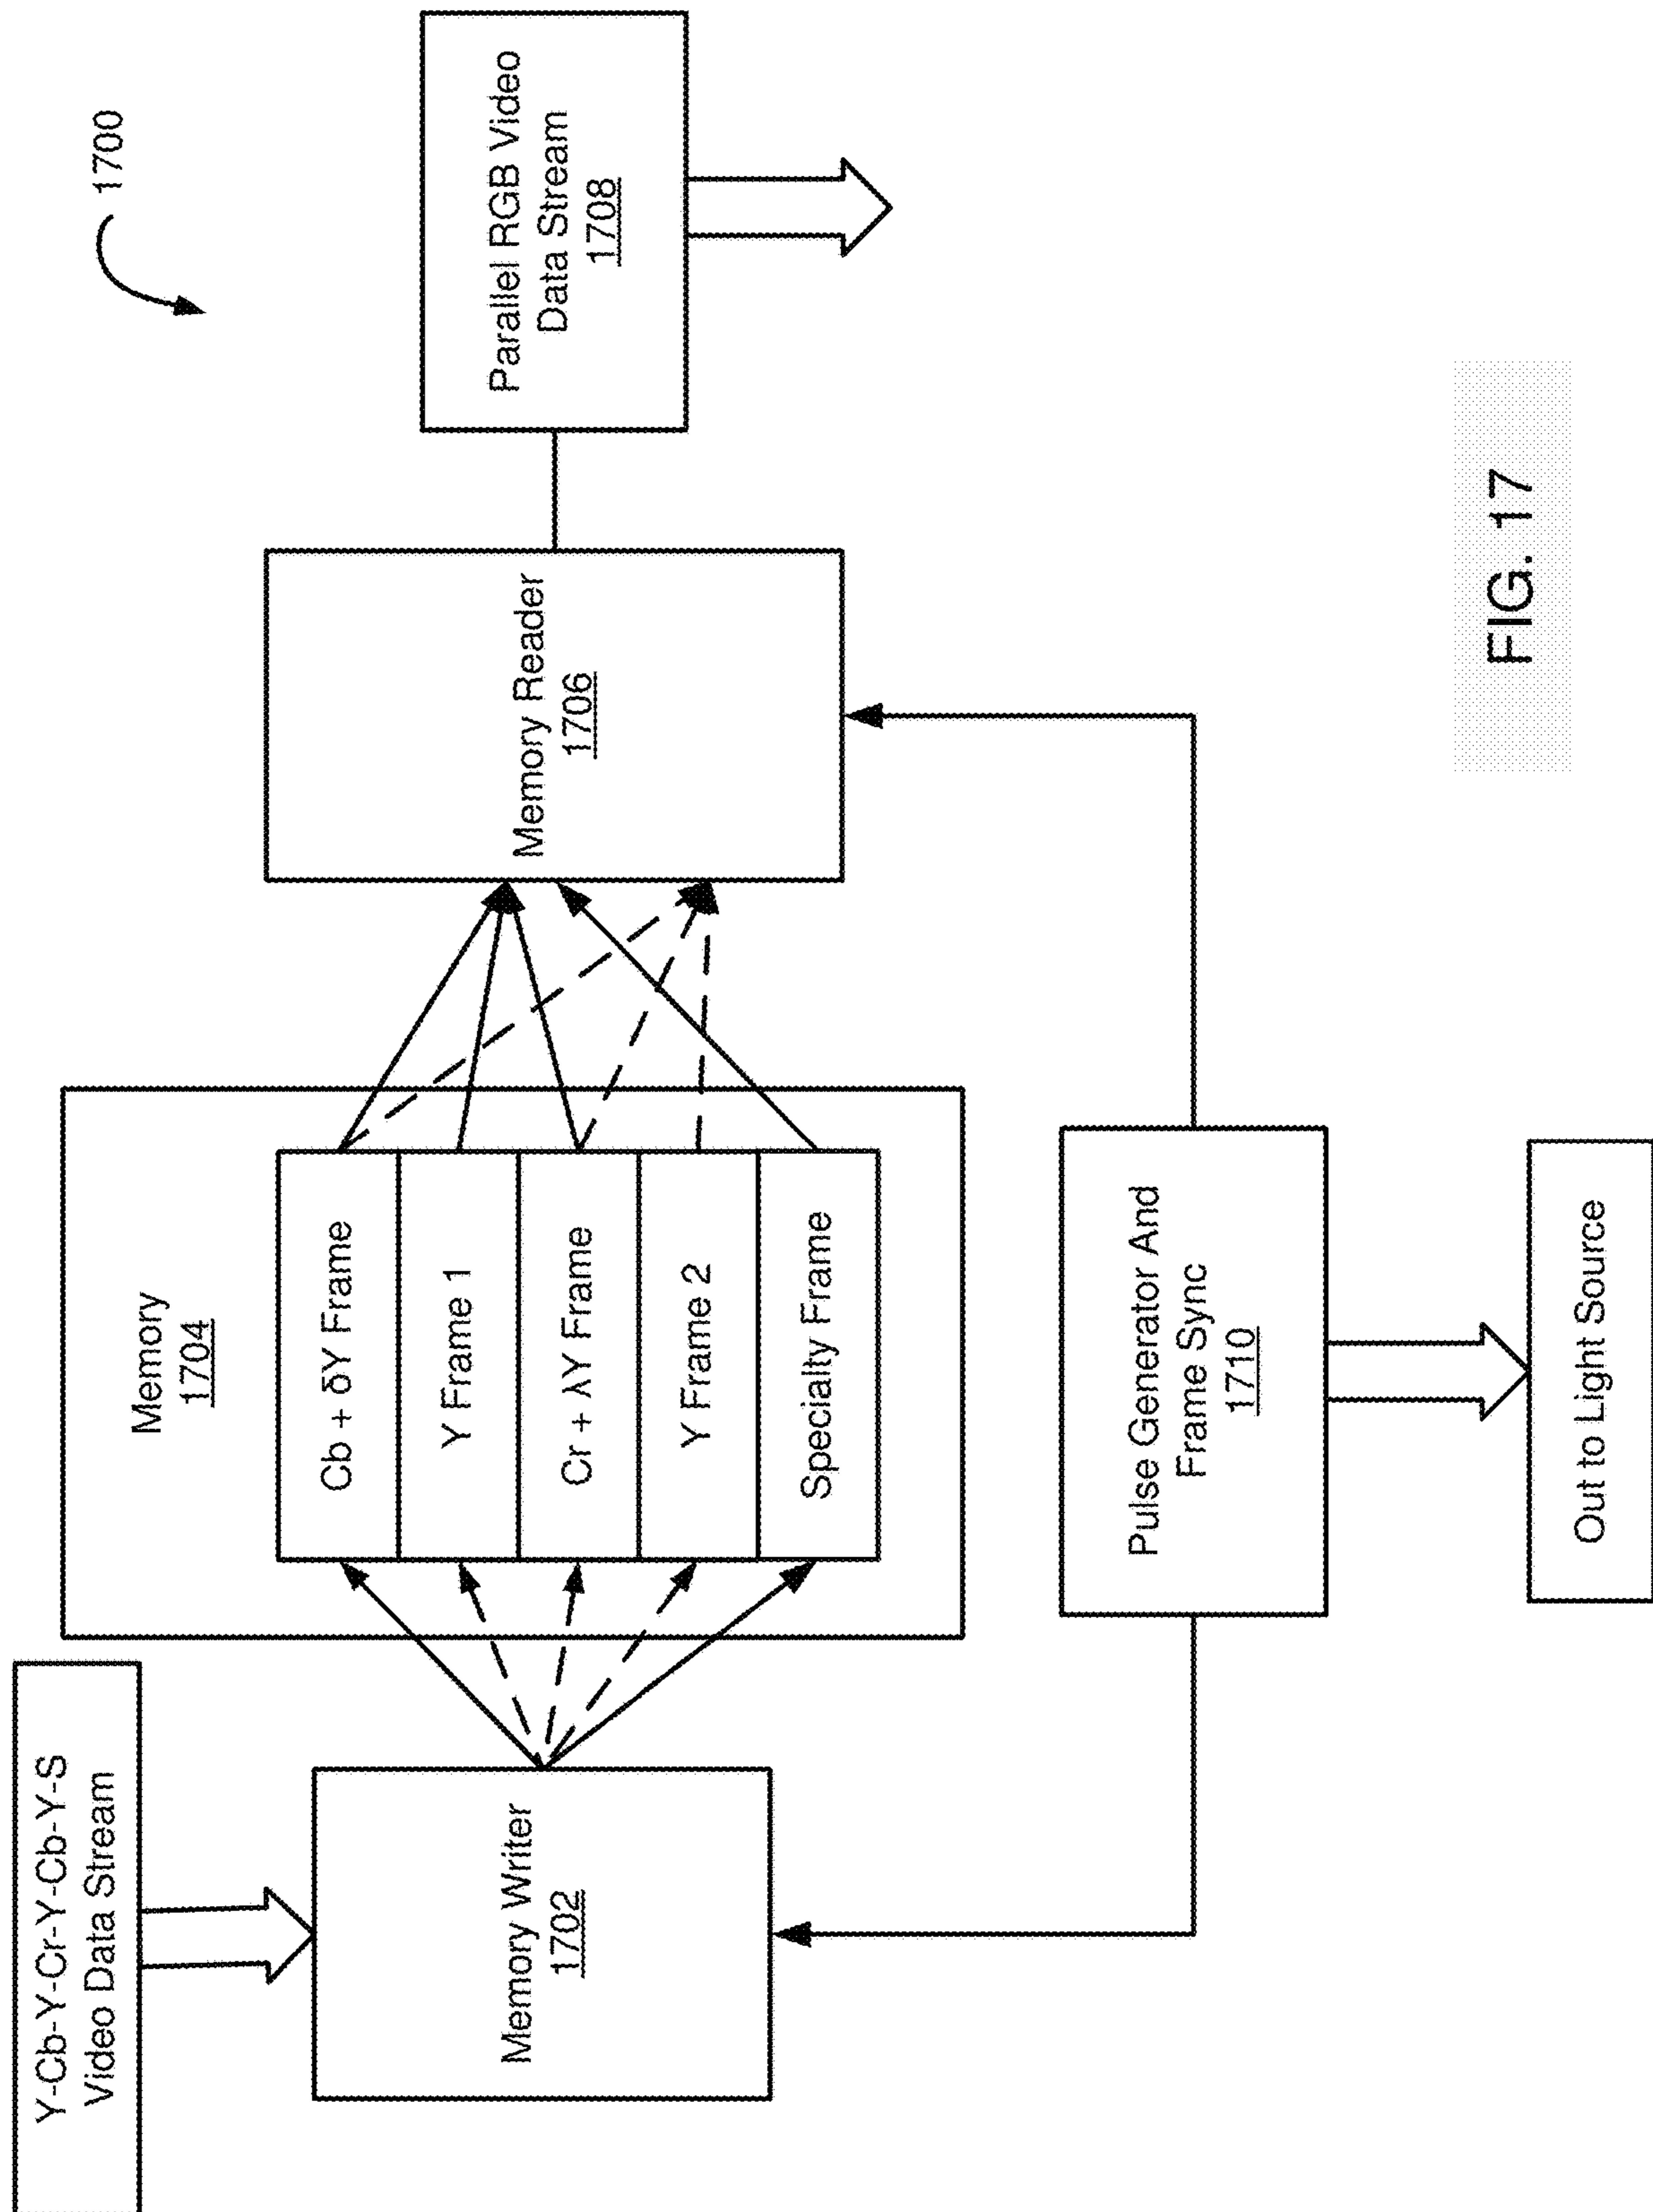 1700
Y-Cb-Y-Cr-Y-Cb-Y-S
Video Data Stream
Memory Writer
1702
Memory
1704
Cb + δY Frame
Y Frame 1
Cr + λY Frame
Y Frame 2
Specialty Frame
Memory Reader
1706
Parallel RGB Video
Data Stream
1708
Pulse Generator And
Frame Sync
1710
Out to Light Source
FIG. 17